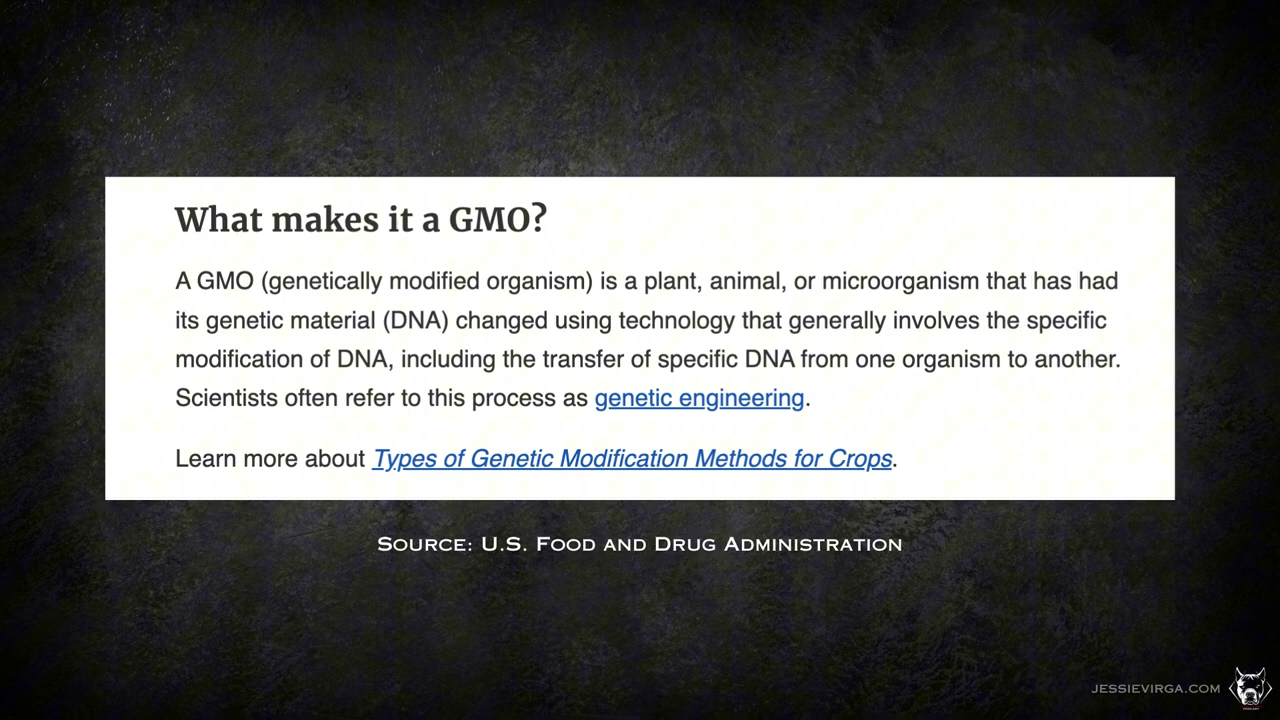 What makes it a GMO?
A GMO (genetically modified organism) is a plant, animal, or microorganism that has had
its genetic material (DNA) changed using technology that generally involves the specific
modification of DNA, including the transfer of specific DNA from one organism to another.
Scientists often refer to this process as genetic engineering.
Learn more about Types of Genetic Modification Methods for Crops.
Source: U.S. Food and Drug Administration
JESSIEVIRGA.COM